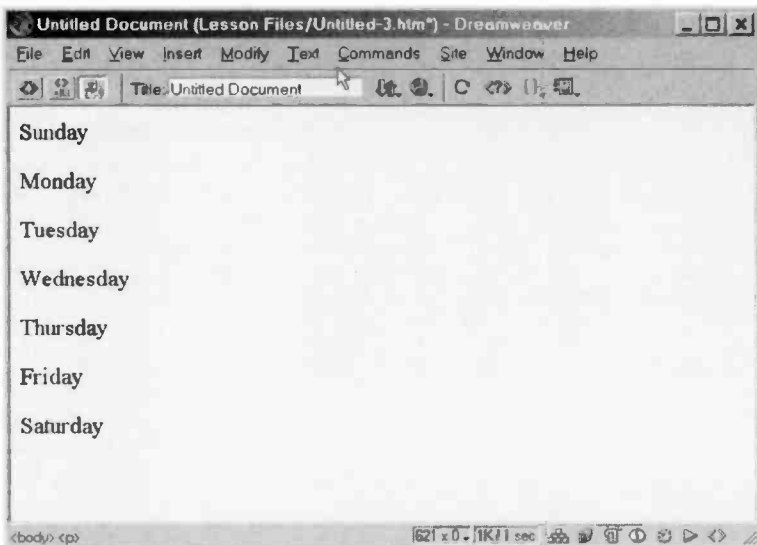 Untitled Document (Lesson Files/Untitled-3.htm*) - Dreamweaver
File Edit View Insert Modify Text Commands Site Window Help
Title: Untitled Document
Sunday
Monday
Tuesday
Wednesday
Thursday
Friday
Saturday
<body> <p> 621 x 0 1K / 1 sec